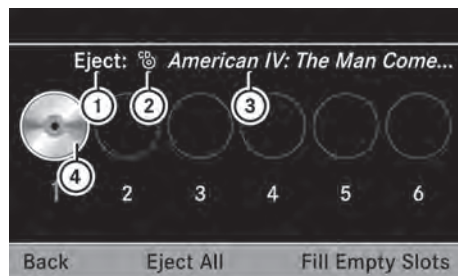 Eject: CD American IV: The Man Come...
1 2 3
4
1 2 3 4 5 6
Back Eject All Fill Empty Slots